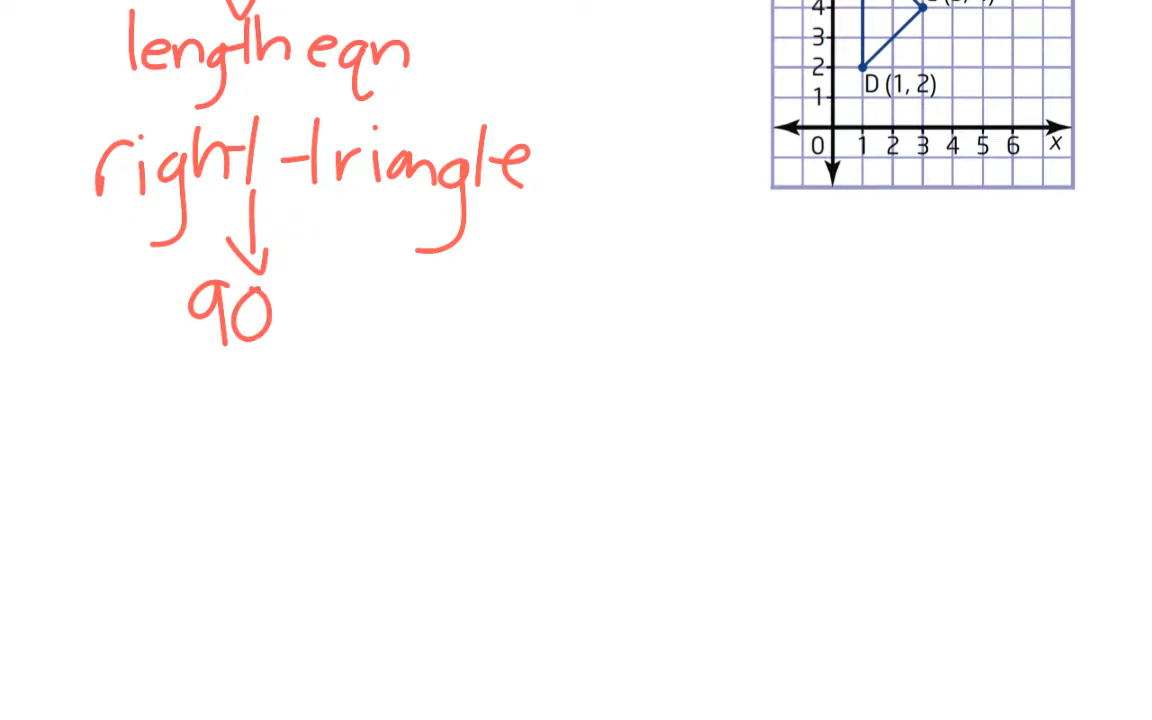 length eqn
right-triangle
90
4
3
2
D (1, 2)
1
0 1 2 3 4 5 6 x